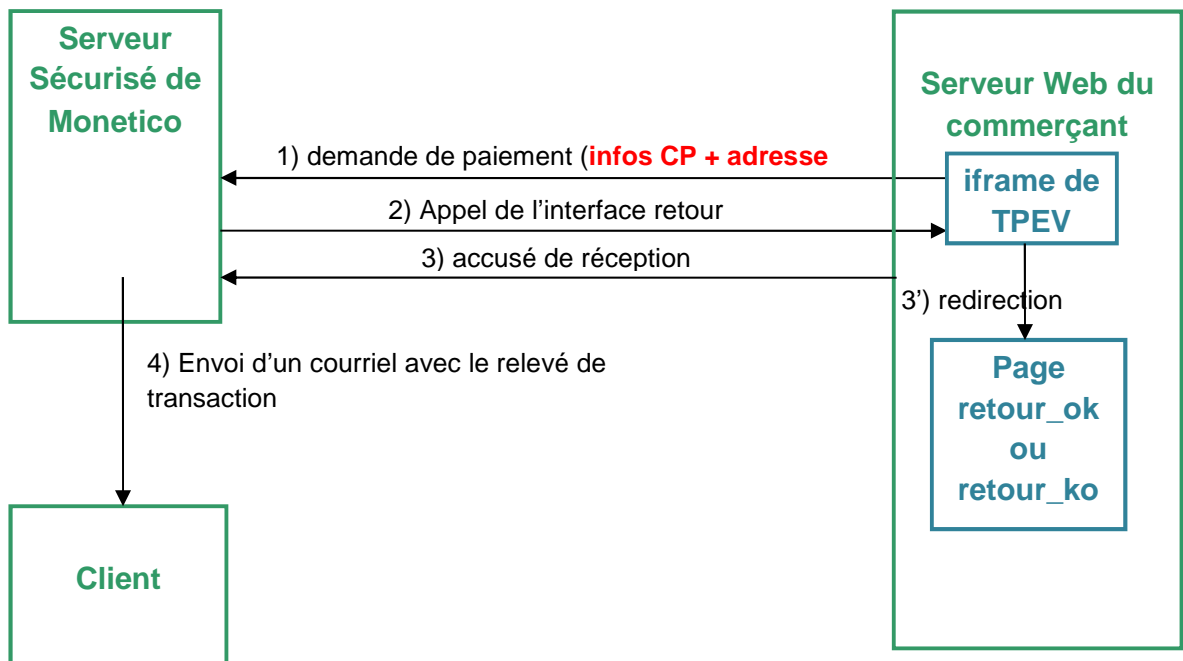 Serveur
Sécurisé de
Monetico
Serveur Web du
commerçant
1) demande de paiement (infos CP + adresse
iframe de
TPEV
2) Appel de l’interface retour
3) accusé de réception
3’) redirection
4) Envoi d’un courriel avec le relevé de
transaction
Page
retour_ok
ou
retour_ko
Client